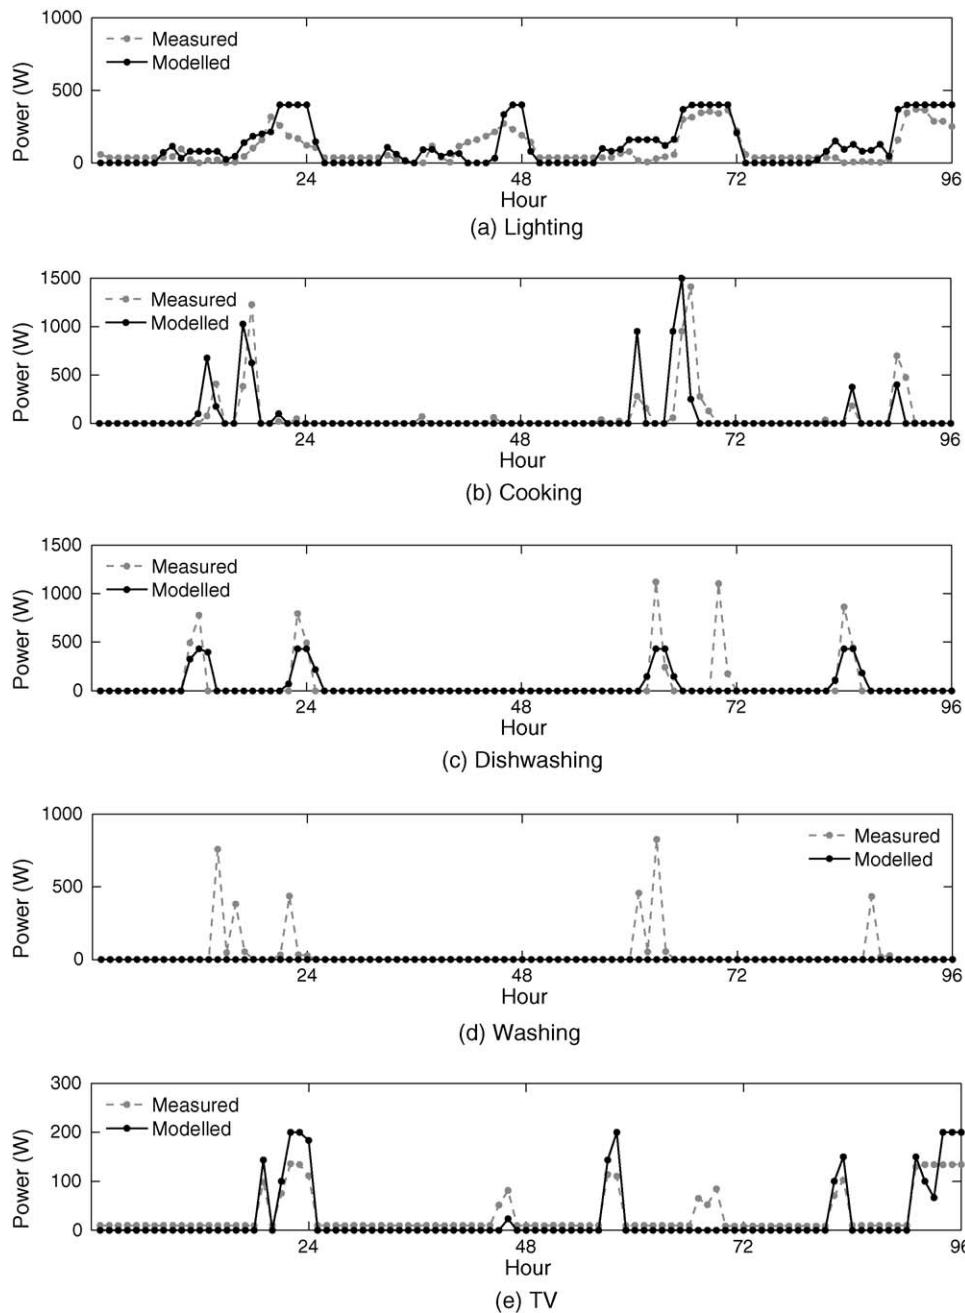 1000
Measured
Modelled
500
0
Power (W)
24
48
72
96
Hour
(a) Lighting
1500
Measured
Modelled
1000
500
0
Power (W)
24
48
72
96
Hour
(b) Cooking
1500
Measured
Modelled
1000
500
0
Power (W)
24
48
72
96
Hour
(c) Dishwashing
1000
Measured
Modelled
500
0
Power (W)
24
48
72
96
Hour
(d) Washing
300
Measured
Modelled
200
100
0
Power (W)
24
48
72
96
Hour
(e) TV